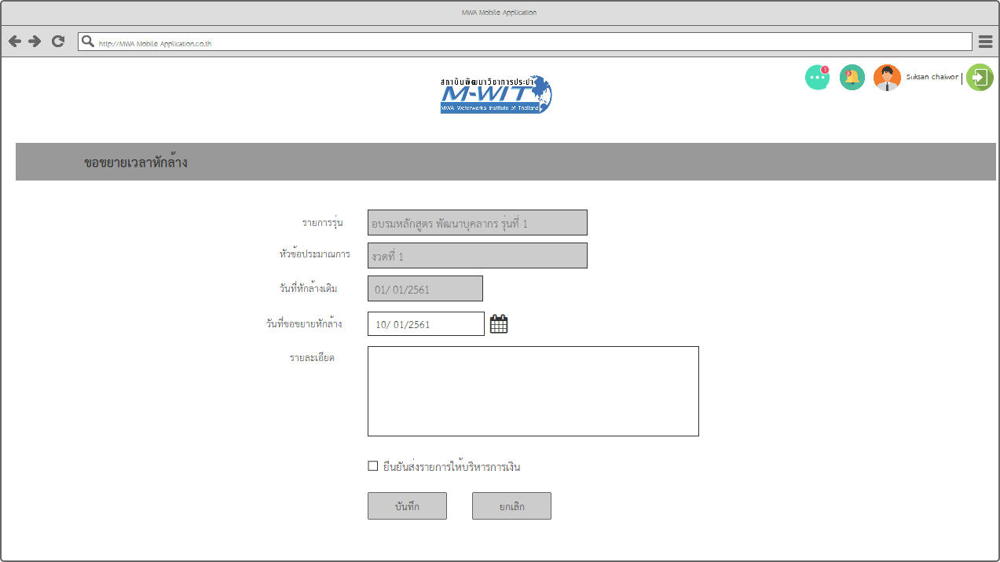 MWA Mobile Application
http://MWA Mobile Application.co.th
1
3
Suksan chaiwor |
สถาบันพัฒนาวิชาการประปา
M-WIT
MWA Waterworks Institute of Thailand
ขอขยายเวลาหักล้าง
รายการรุ่น อบรมหลักสูตร พัฒนาบุคลากร รุ่นที่ 1
หัวข้อประมาณการ งวดที่ 1
วันที่หักล้างเดิม 01/ 01/2561
วันที่ขอขยายหักล้าง 10/ 01/2561
รายละเอียด
ยืนยันส่งรายการให้บริหารการเงิน
บันทึก ยกเลิก